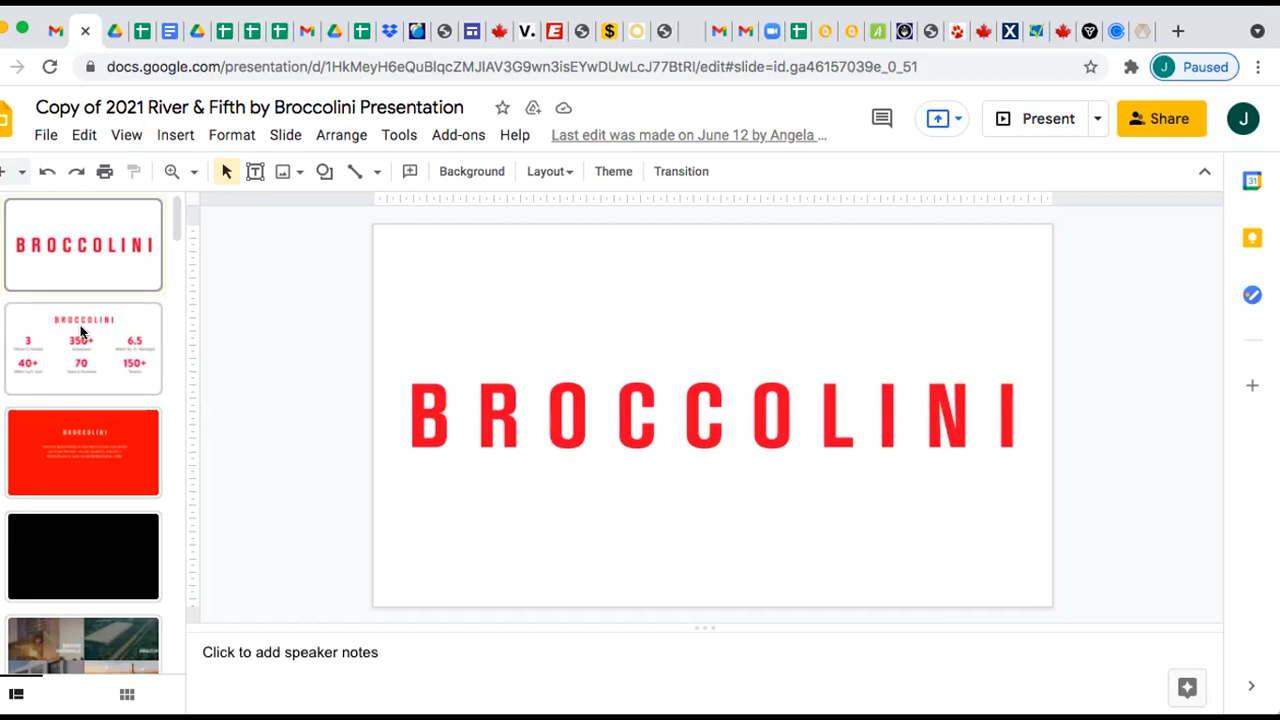 docs.google.com/presentation/d/1HkMeyH6eQuBlqcZMJIAV3G9wn3isEYwDUwLcJ77BtRI/edit#slide=id.ga46157039e_0_51
J Paused
Copy of 2021 River & Fifth by Broccolini Presentation
Present
Share
J
File Edit View Insert Format Slide Arrange Tools Add-ons Help Last edit was made on June 12 by Angela ...
Background Layout Theme Transition
BROCCOLINI
BROCCOLINI
3 350+ 6.5
40+ 70 150+
BROCCOLINI
BROCCOLINI
Click to add speaker notes